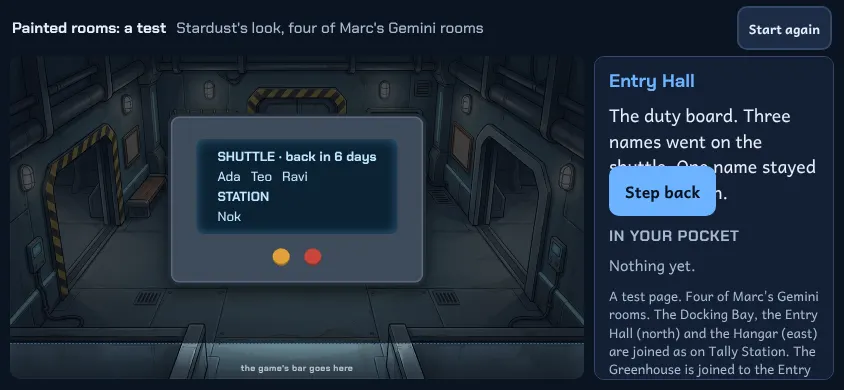 Painted rooms: a test Stardust's look, four of Marc's Gemini rooms
Start again
SHUTTLE · back in 6 days
Ada Teo Ravi
STATION
Nok
the game's bar goes here
Entry Hall
The duty board. Three
names went on the
shuttle. One name stayed
n.
Step back
IN YOUR POCKET
Nothing yet.
A test page. Four of Marc's Gemini
rooms. The Docking Bay, the Entry
Hall (north) and the Hangar (east)
are joined as on Tally Station. The
Greenhouse is joined to the Entry